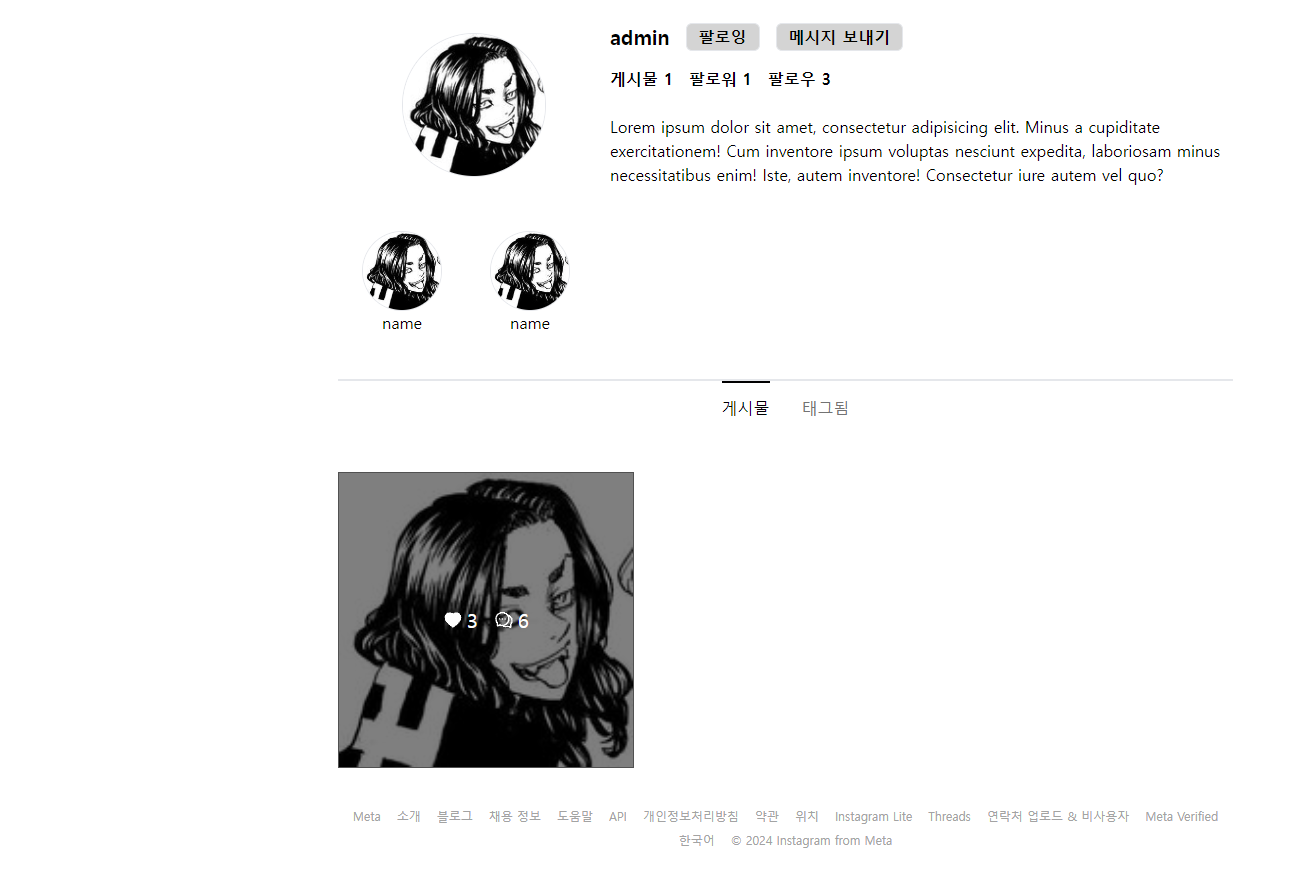 admin 팔로잉 메시지 보내기
게시물 1 팔로워 1 팔로우 3
Lorem ipsum dolor sit amet, consectetur adipisicing elit. Minus a cupiditate
exercitationem! Cum inventore ipsum voluptas nesciunt expedita, laboriosam minus
necessitatibus enim! Iste, autem inventore! Consectetur iure autem vel quo?
name name
게시물 태그됨
3 6
Meta 소개 블로그 채용 정보 도움말 API 개인정보처리방침 약관 위치 Instagram Lite Threads 연락처 업로드 & 비사용자 Meta Verified
한국어 © 2024 Instagram from Meta